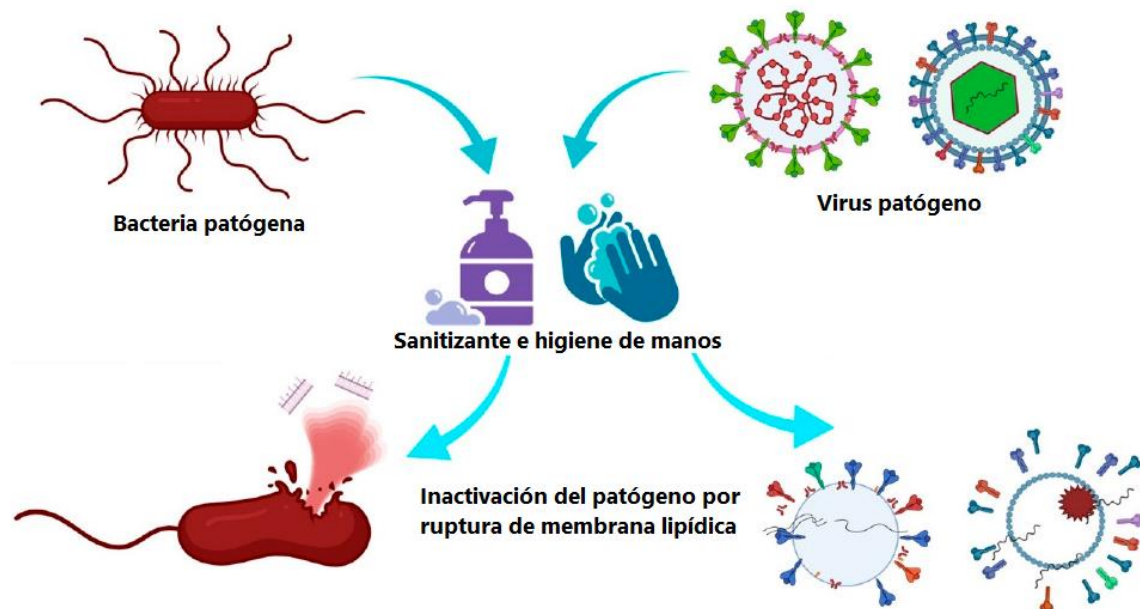 Bacteria patógena
Virus patógeno
Sanitizante e higiene de manos
Inactivación del patógeno por
ruptura de membrana lipídica